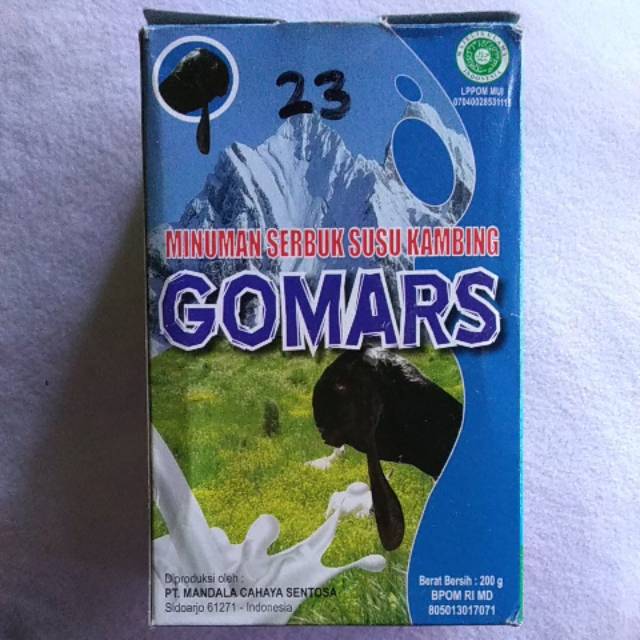 23
LPPOM MUI
MINUMAN SERBUK SUSU KAMBING
GOMARS
Diproduksi oleh :
PT. MANDALA CAHAYA SENTOSA
Sidoarjo 61271 - Indonesia
Berat Bersih : 200 g
BPOM RI MD
805013017071